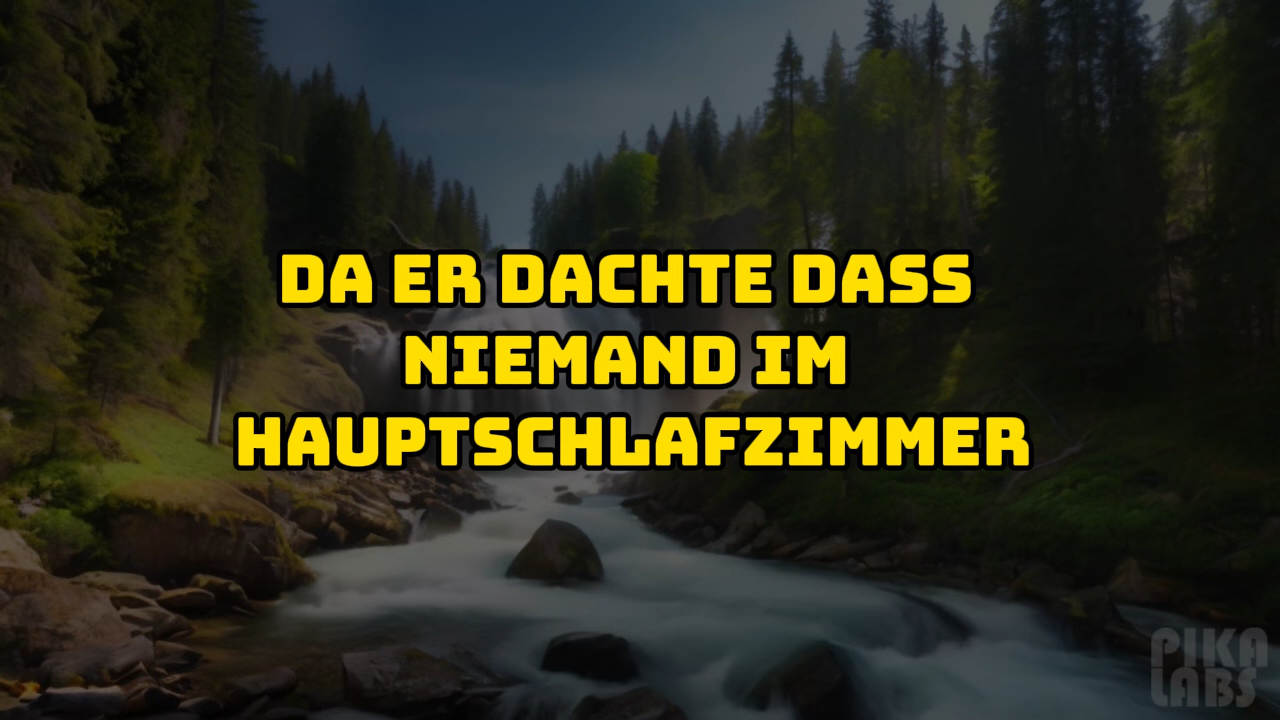 DA ER DACHTE DASS
NIEMAND IM
HAUPTSCHLAFZIMMER
PIKA
LABS